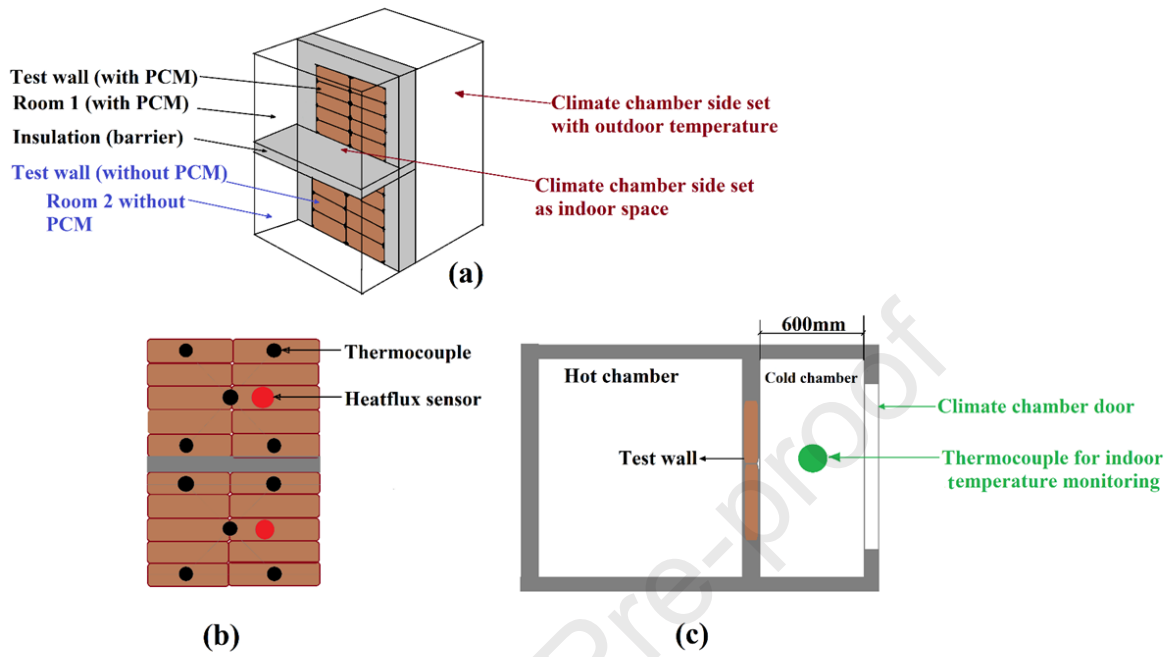 Test wall (with PCM)
Room 1 (with PCM)
Insulation (barrier)
Test wall (without PCM)
Room 2 without
PCM
Climate chamber side set
with outdoor temperature
Climate chamber side set
as indoor space
(a)
Thermocouple
Heatflux sensor
(b)
600mm
Hot chamber
Cold chamber
Test wall
Climate chamber door
Thermocouple for indoor
temperature monitoring
(c)
Pre-proof